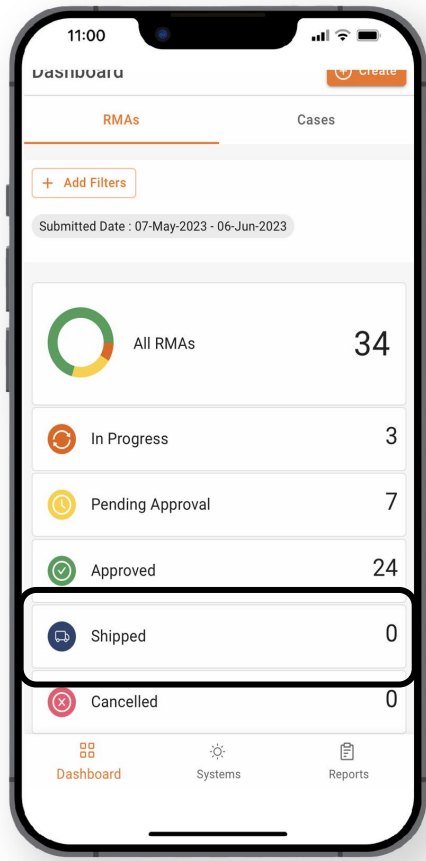 11:00
Dashboard
Create
RMAs
Cases
+ Add Filters
Submitted Date : 07-May-2023 - 06-Jun-2023
All RMAs
34
In Progress
3
Pending Approval
7
Approved
24
Shipped
0
Cancelled
0
Dashboard
Systems
Reports